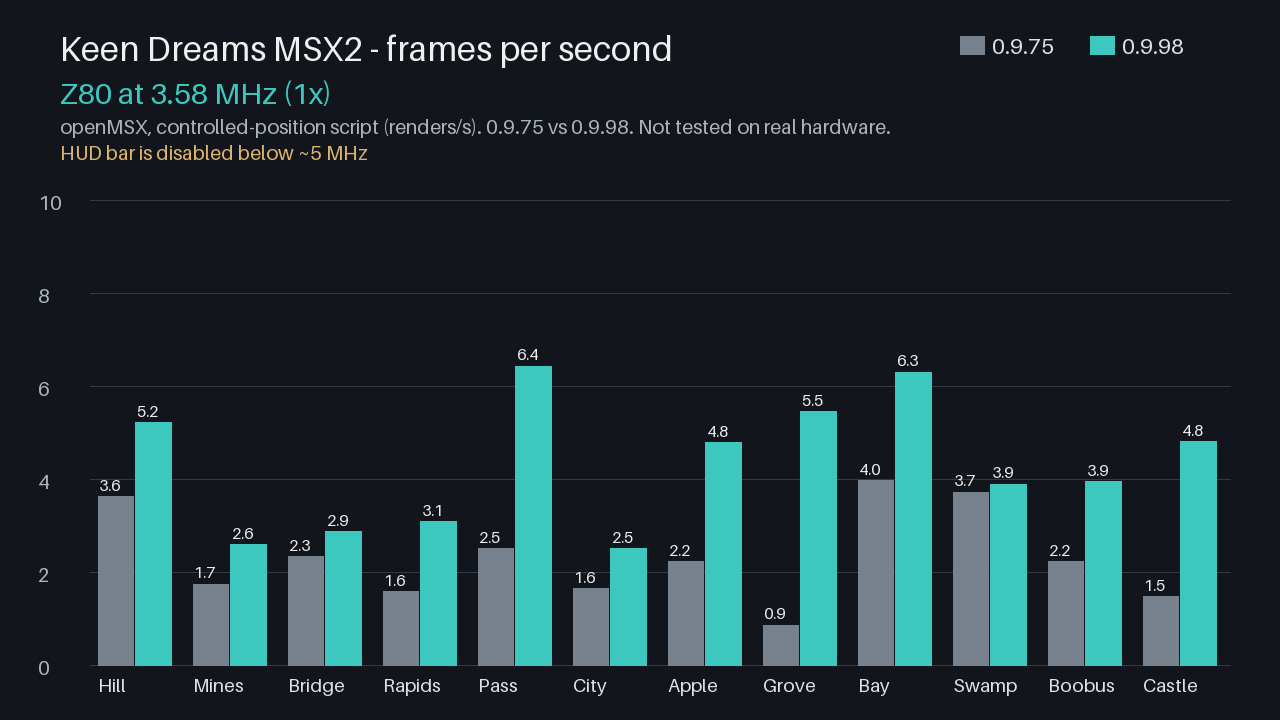 Keen Dreams MSX2 - frames per second
0.9.75
0.9.98
Z80 at 3.58 MHz (1x)
openMSX, controlled-position script (renders/s). 0.9.75 vs 0.9.98. Not tested on real hardware.
HUD bar is disabled below ~5 MHz
10
8
6
4
2
0
3.6
5.2
1.7
2.6
2.3
2.9
1.6
3.1
2.5
6.4
1.6
2.5
2.2
4.8
0.9
5.5
4.0
6.3
3.7
3.9
2.2
3.9
1.5
4.8
Hill
Mines
Bridge
Rapids
Pass
City
Apple
Grove
Bay
Swamp
Boobus
Castle